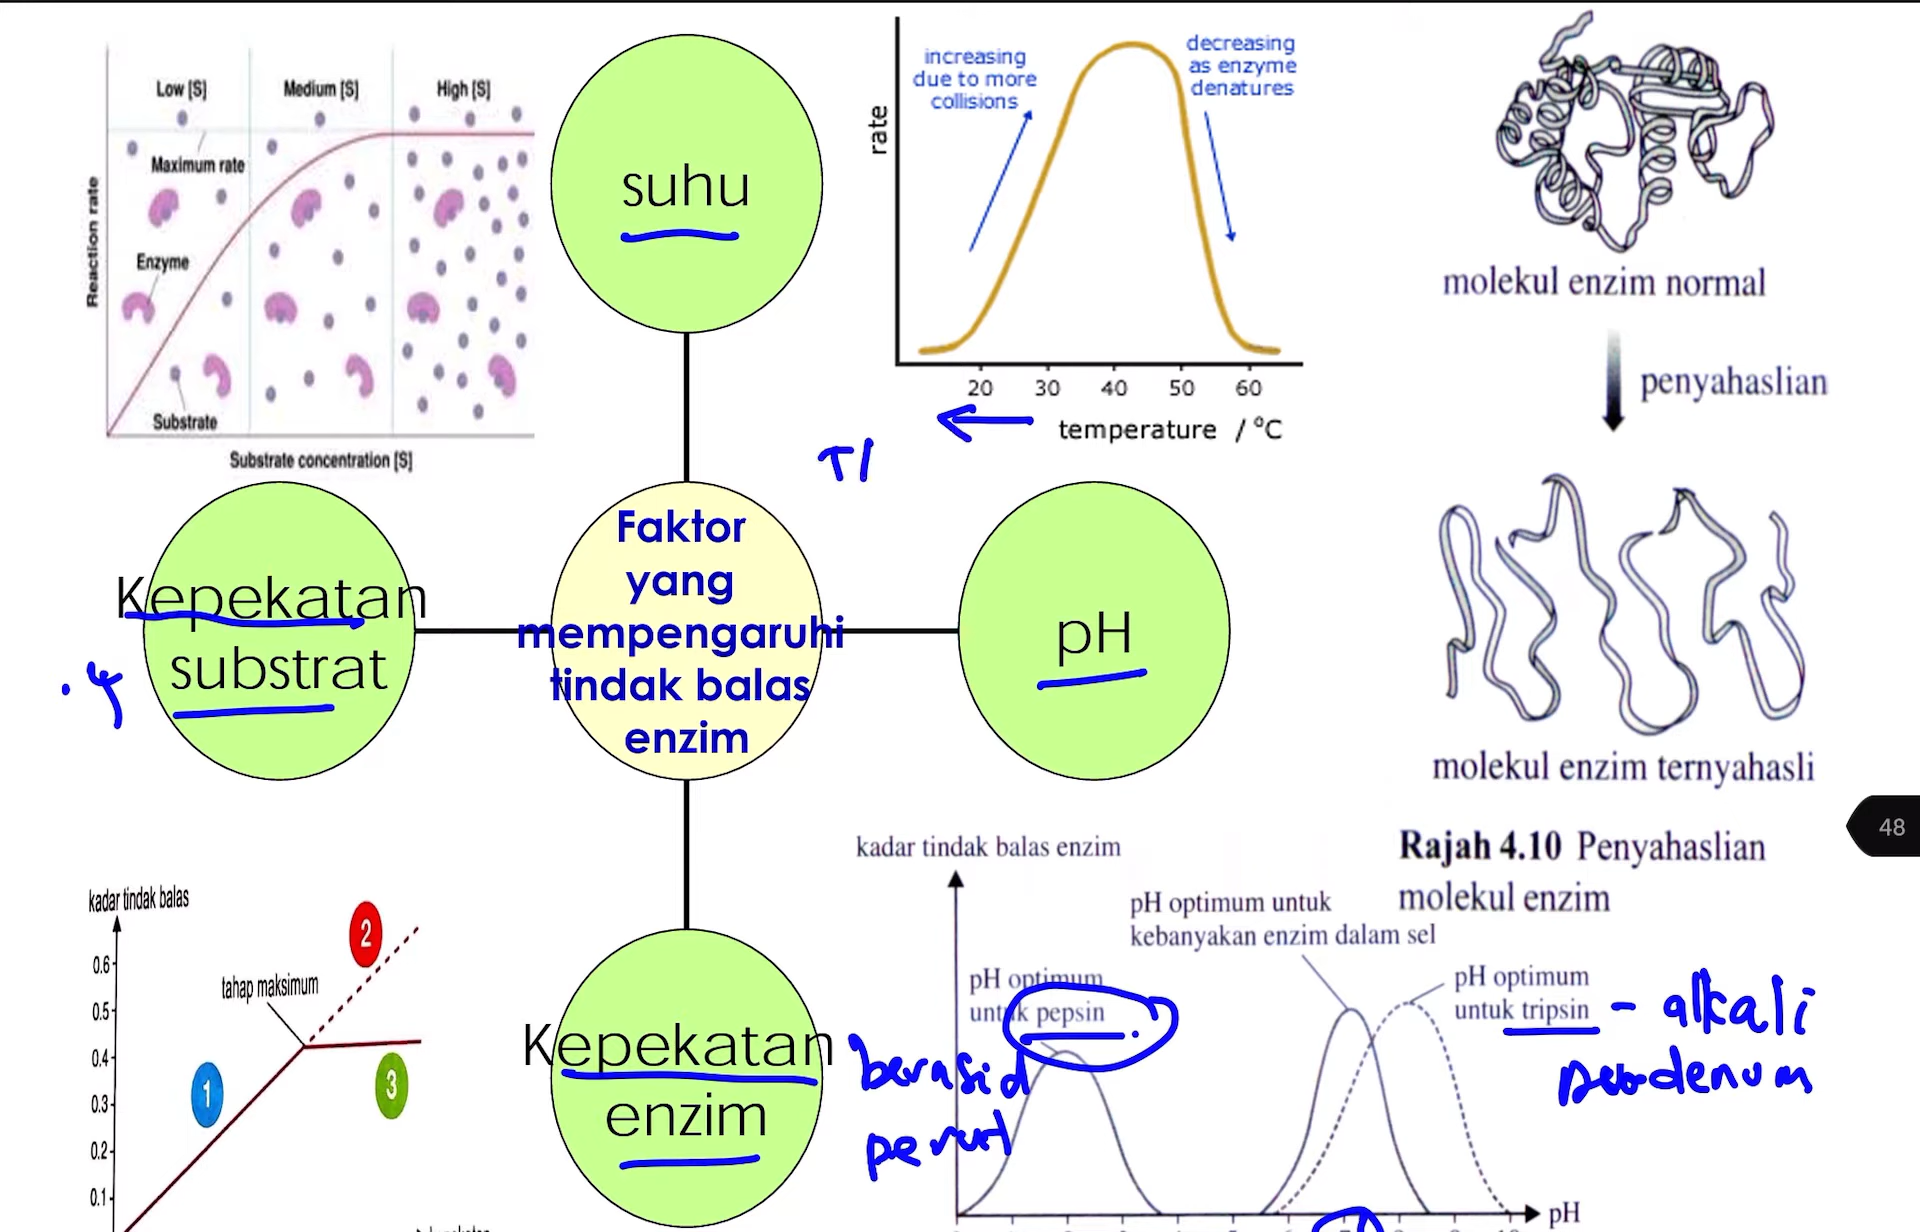 Low [S]
Medium [S]
High [S]
Maximum rate
Reaction rate
Enzyme
Substrate
Substrate concentration [S]
suhu
increasing
due to more
collisions
decreasing
as enzyme
denatures
rate
20 30 40 50 60
temperature / °C
molekul enzim normal
penyahaslian
molekul enzim ternyahasli
Rajah 4.10 Penyahaslian
molekul enzim
Kepekatan
substrat
Faktor
yang
mempengaruhi
tindak balas
enzim
pH
48
kadar tindak balas
0.6
0.5
0.4
0.3
0.2
0.1
tahap maksimum
1
2
3
Kepekatan
enzim
kadar tindak balas enzim
pH optimum untuk
kebanyakan enzim dalam sel
pH optimum
untuk pepsin
pH optimum
untuk tripsin - alkali
berasid
perut
pH